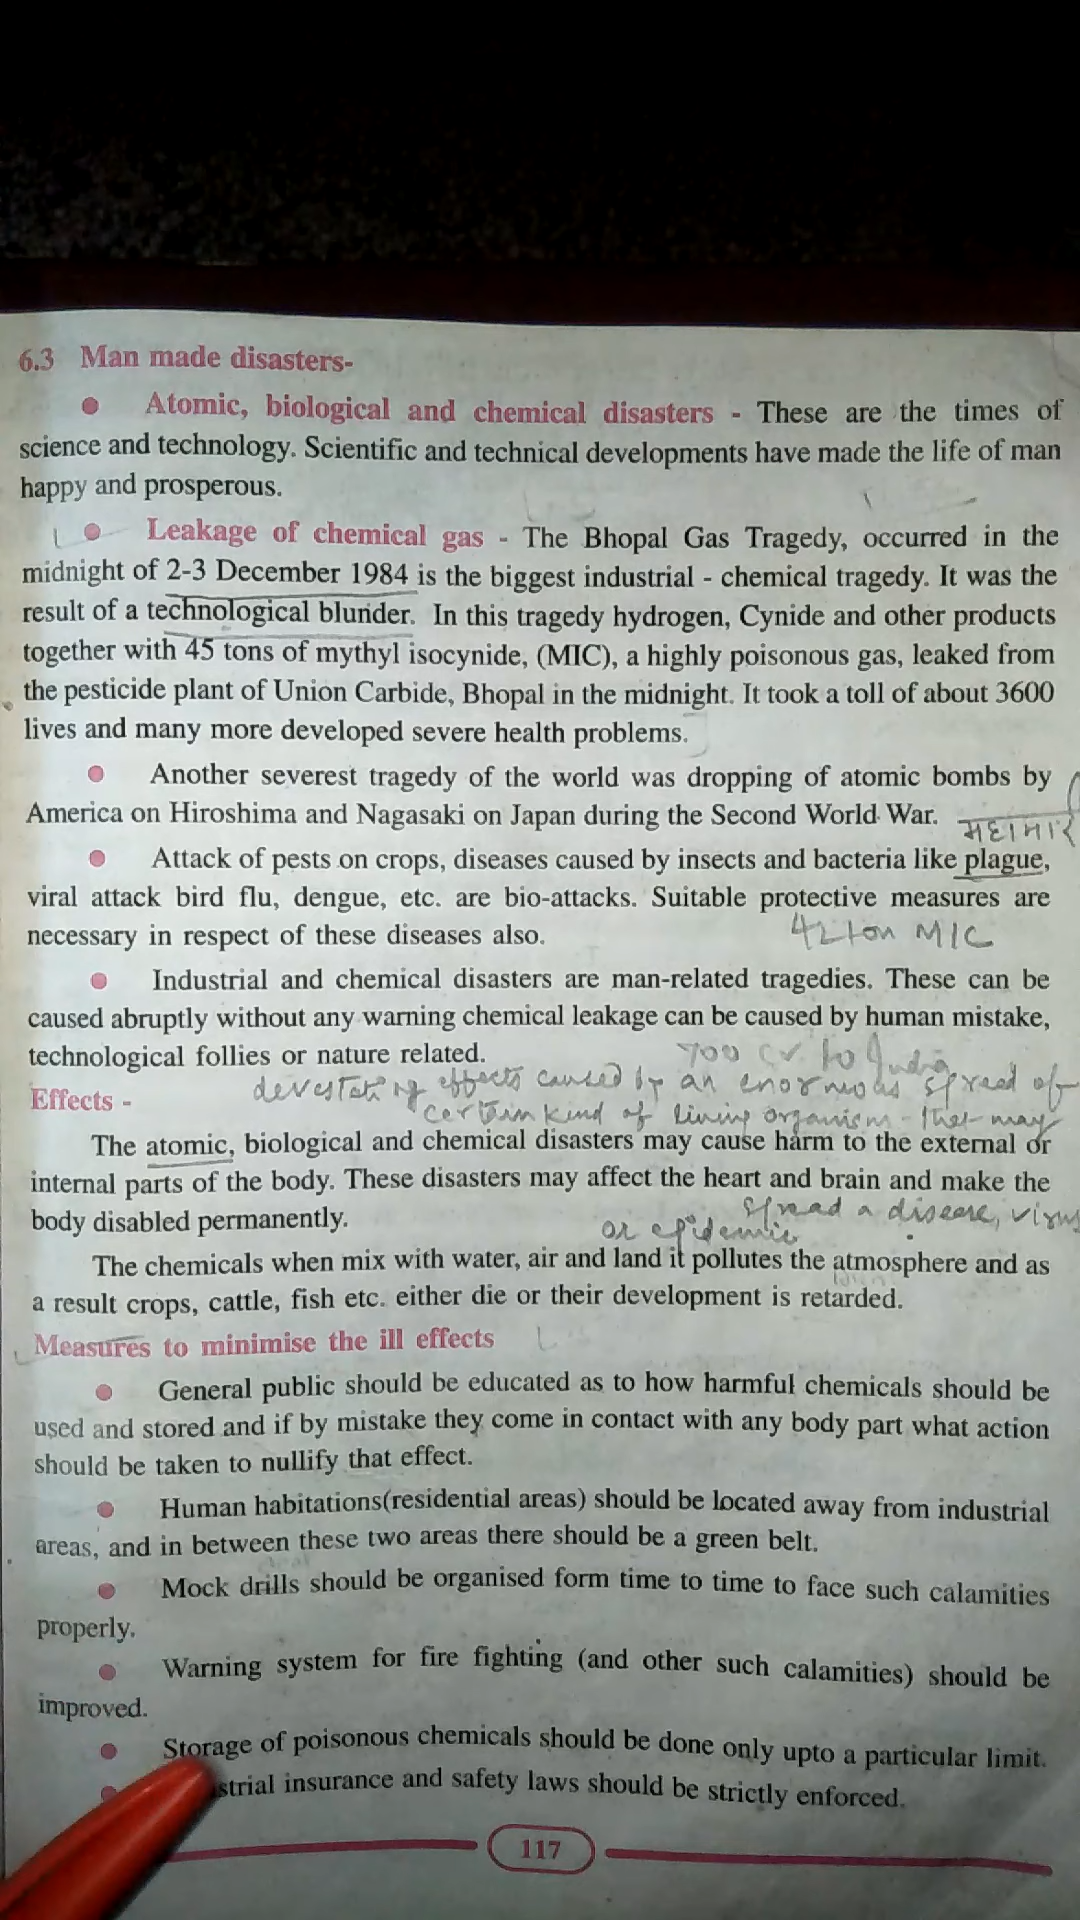 6.3 Man made disasters-
Atomic, biological and chemical disasters - These are the times of
science and technology. Scientific and technical developments have made the life of man
happy and prosperous.
Leakage of chemical gas - The Bhopal Gas Tragedy, occurred in the
midnight of 2-3 December 1984 is the biggest industrial - chemical tragedy. It was the
result of a technological blunder. In this tragedy hydrogen, Cynide and other products
together with 45 tons of mythyl isocynide, (MIC), a highly poisonous gas, leaked from
the pesticide plant of Union Carbide, Bhopal in the midnight. It took a toll of about 3600
lives and many more developed severe health problems.
Another severest tragedy of the world was dropping of atomic bombs by
America on Hiroshima and Nagasaki on Japan during the Second World War.
Attack of pests on crops, diseases caused by insects and bacteria like plague,
viral attack bird flu, dengue, etc. are bio-attacks. Suitable protective measures are
necessary in respect of these diseases also.
42 ton MIC
Industrial and chemical disasters are man-related tragedies. These can be
caused abruptly without any warning chemical leakage can be caused by human mistake,
technological follies or nature related.
700 cr. to India
effects caused by an enormous spread of
Effects -
certain kind of living organism - that may
The atomic, biological and chemical disasters may cause harm to the external or
internal parts of the body. These disasters may affect the heart and brain and make the
body disabled permanently.
spread a disease, virus
or epidemic
The chemicals when mix with water, air and land it pollutes the atmosphere and as
a result crops, cattle, fish etc. either die or their development is retarded.
Measures to minimise the ill effects
General public should be educated as to how harmful chemicals should be
used and stored and if by mistake they come in contact with any body part what action
should be taken to nullify that effect.
Human habitations(residential areas) should be located away from industrial
areas, and in between these two areas there should be a green belt.
Mock drills should be organised form time to time to face such calamities
properly.
Warning system for fire fighting (and other such calamities) should be
improved.
Storage of poisonous chemicals should be done only upto a particular limit.
insurance and safety laws should be strictly enforced.
117